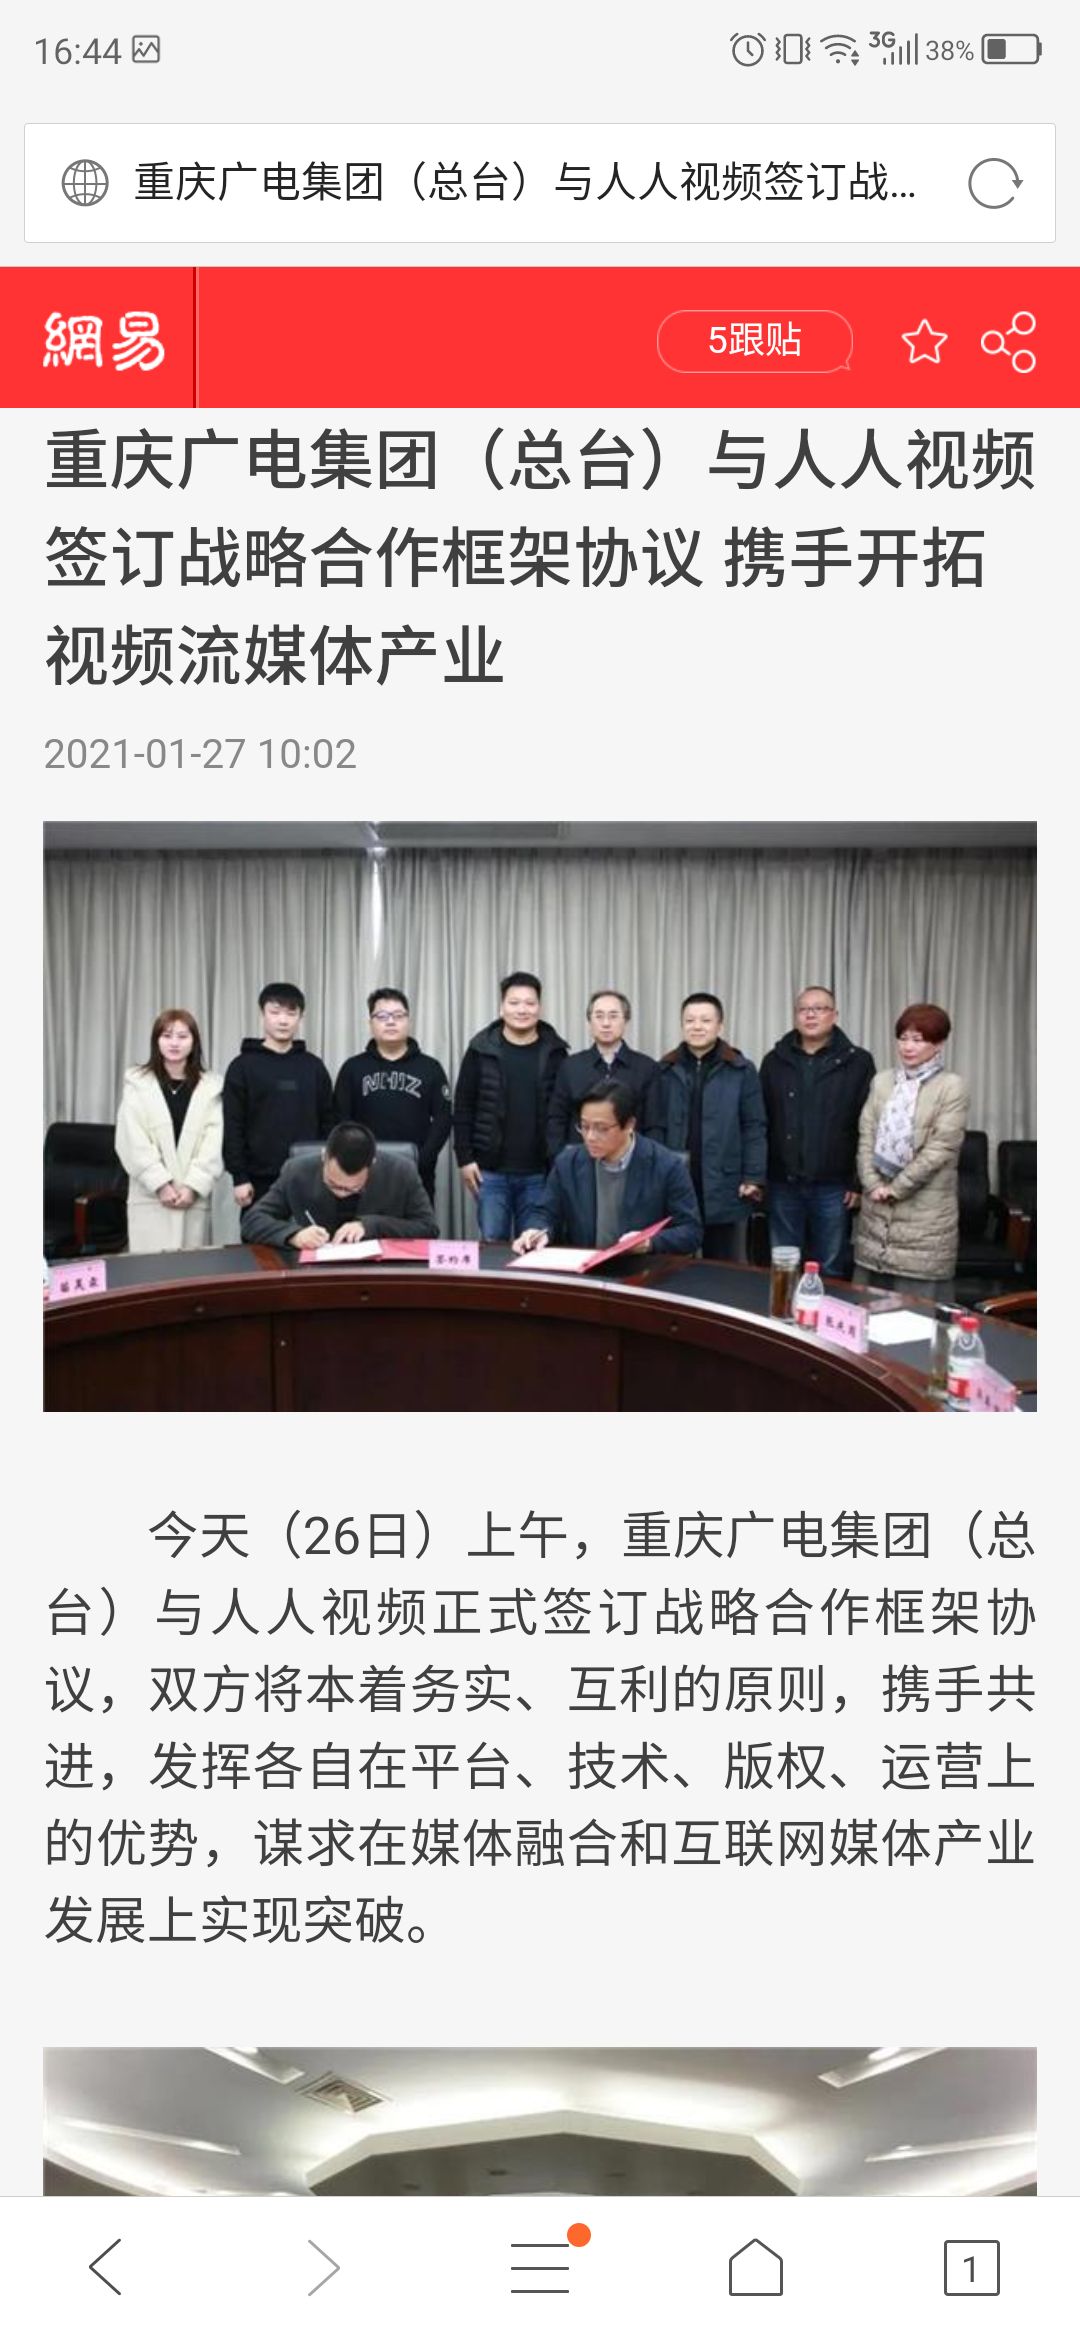 16:44
3G
38%
重庆广电集团（总台）与人人视频签订战...
網易
5跟贴
重庆广电集团（总台）与人人视频
签订战略合作框架协议 携手开拓
视频流媒体产业
2021-01-27 10:02
签约席
今天（26日）上午，重庆广电集团（总
台）与人人视频正式签订战略合作框架协
议，双方将本着务实、互利的原则，携手共
进，发挥各自在平台、技术、版权、运营上
的优势，谋求在媒体融合和互联网媒体产业
发展上实现突破。
1